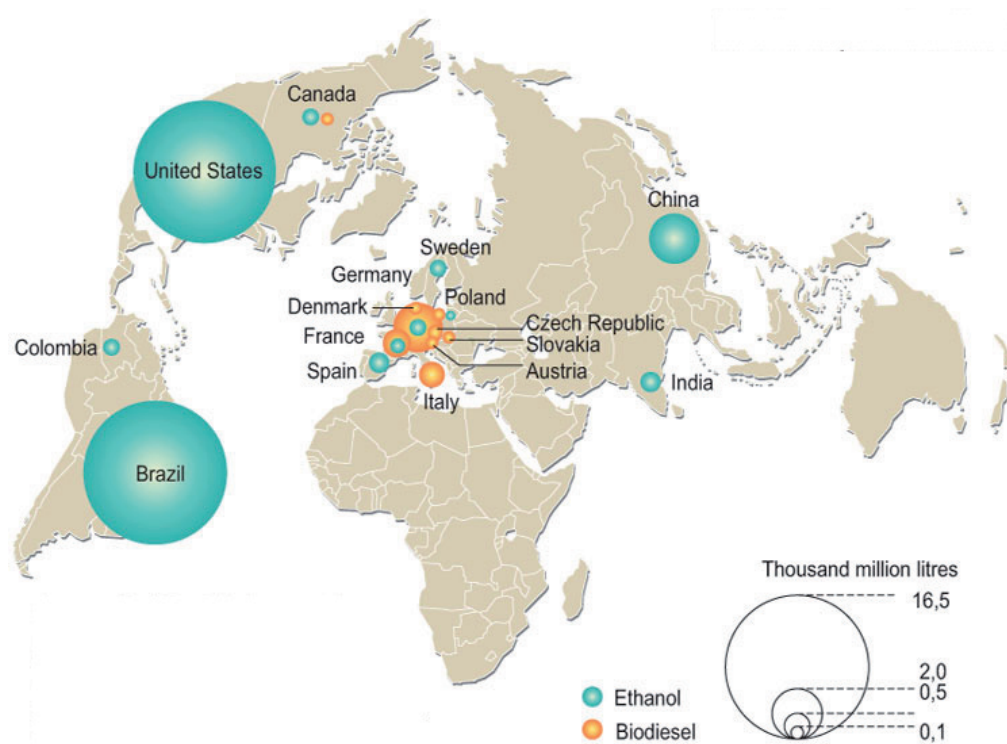 Canada
United States
China
Sweden
Germany
Denmark
Poland
France
Czech Republic
Slovakia
Colombia
Spain
Austria
India
Italy
Brazil
Thousand million litres
16,5
2,0
0,5
0,1
Ethanol
Biodiesel